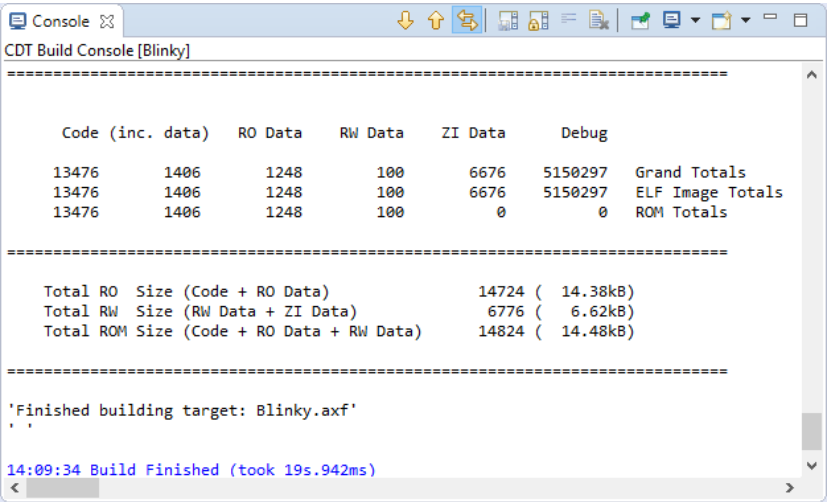 Console
CDT Build Console [Blinky]
==============================================================================
Code (inc. data)   RO Data    RW Data    ZI Data      Debug
13476       1406       1248        100       6676    5150297   Grand Totals
13476       1406       1248        100       6676    5150297   ELF Image Totals
13476       1406       1248        100          0          0   ROM Totals
==============================================================================
Total RO  Size (Code + RO Data)                14724 (  14.38kB)
Total RW  Size (RW Data + ZI Data)              6776 (   6.62kB)
Total ROM Size (Code + RO Data + RW Data)      14824 (  14.48kB)
==============================================================================
'Finished building target: Blinky.axf'
' '
14:09:34 Build Finished (took 19s.942ms)